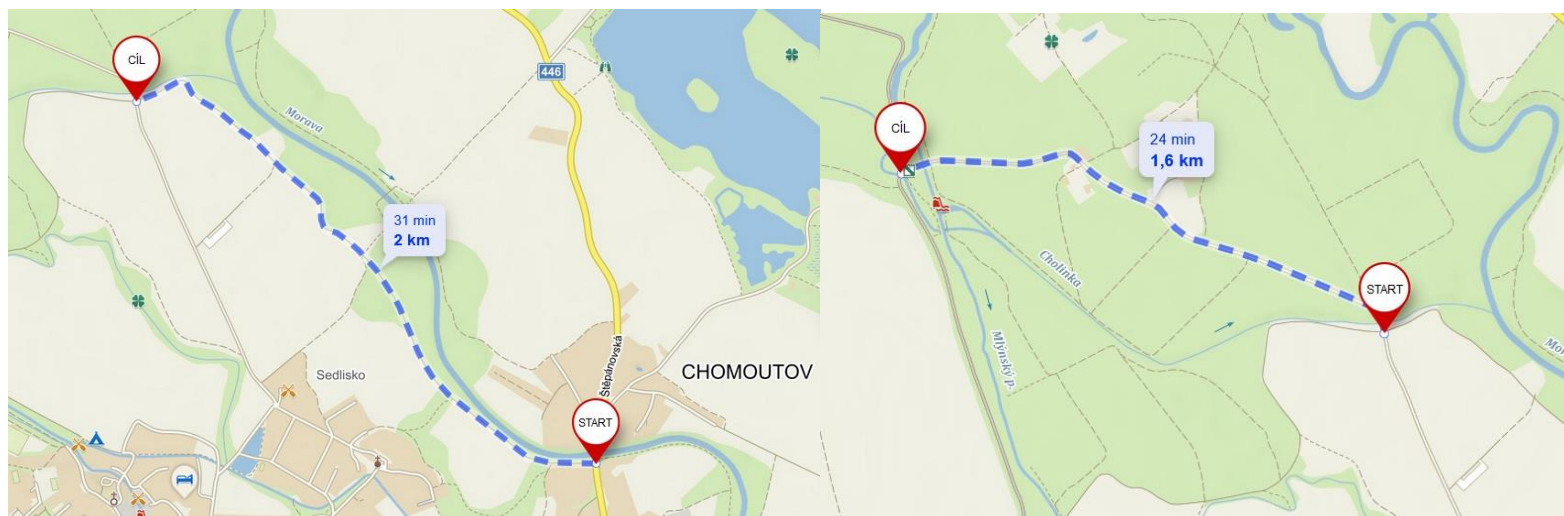 CÍL
446
Morava
31 min
2 km
Štěpánovská
Sedlisko
CHOMOUTOV
START
CÍL
24 min
1,6 km
Cholinka
START
Mlýnský p.